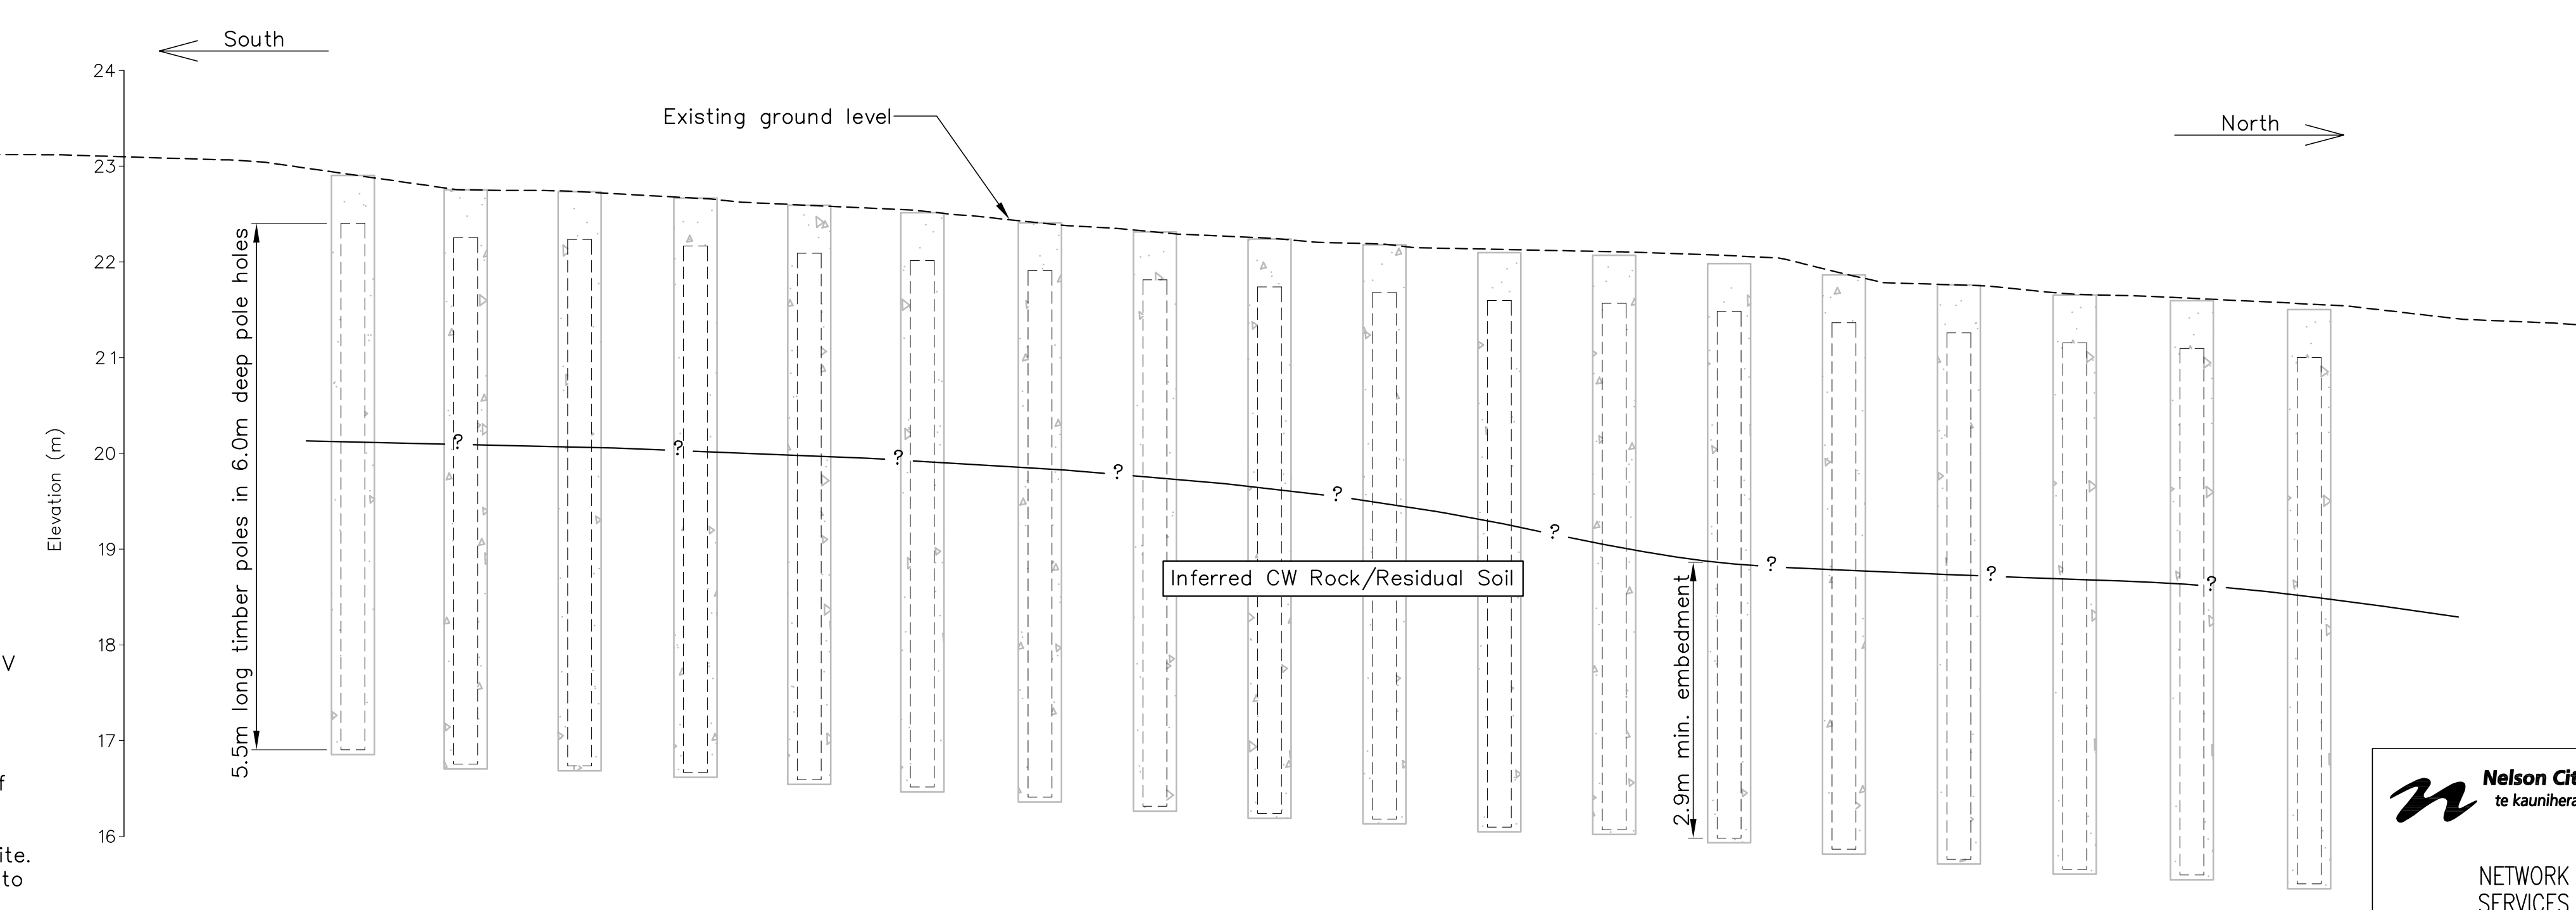 South
24
Existing ground level
North
23
22
21
20
19
18
17
16
Elevation (m)
5.5m long timber poles in 6.0m deep pole holes
?
?
?
?
?
?
?
?
?
Inferred CW Rock/Residual Soil
2.9m min. embedment
V
f
ite.
to
Nelson Cit
te kaunihera
NETWORK
SERVICES